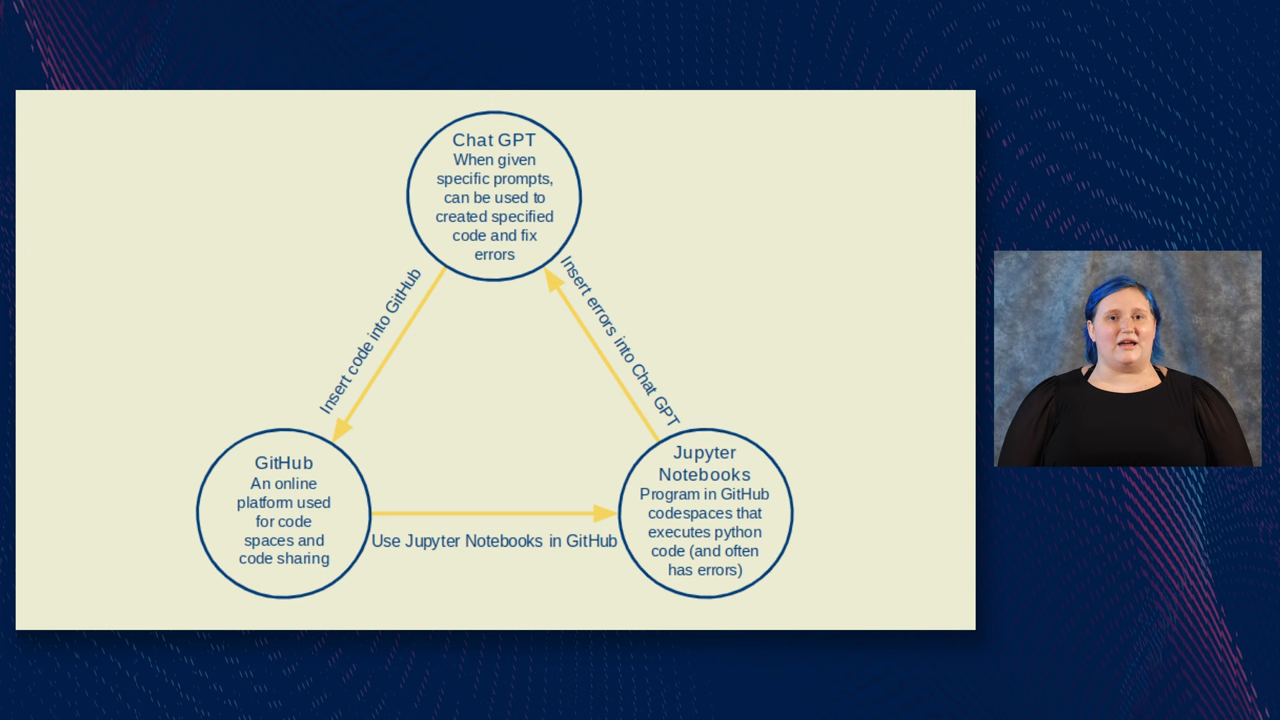 Chat GPT
When given
specific prompts,
can be used to
created specified
code and fix
errors
Insert code into GitHub
Insert errors into Chat GPT
GitHub
An online
platform used
for code
spaces and
code sharing
Use Jupyter Notebooks in GitHub
Jupyter
Notebooks
Program in GitHub
codespaces that
executes python
code (and often
has errors)